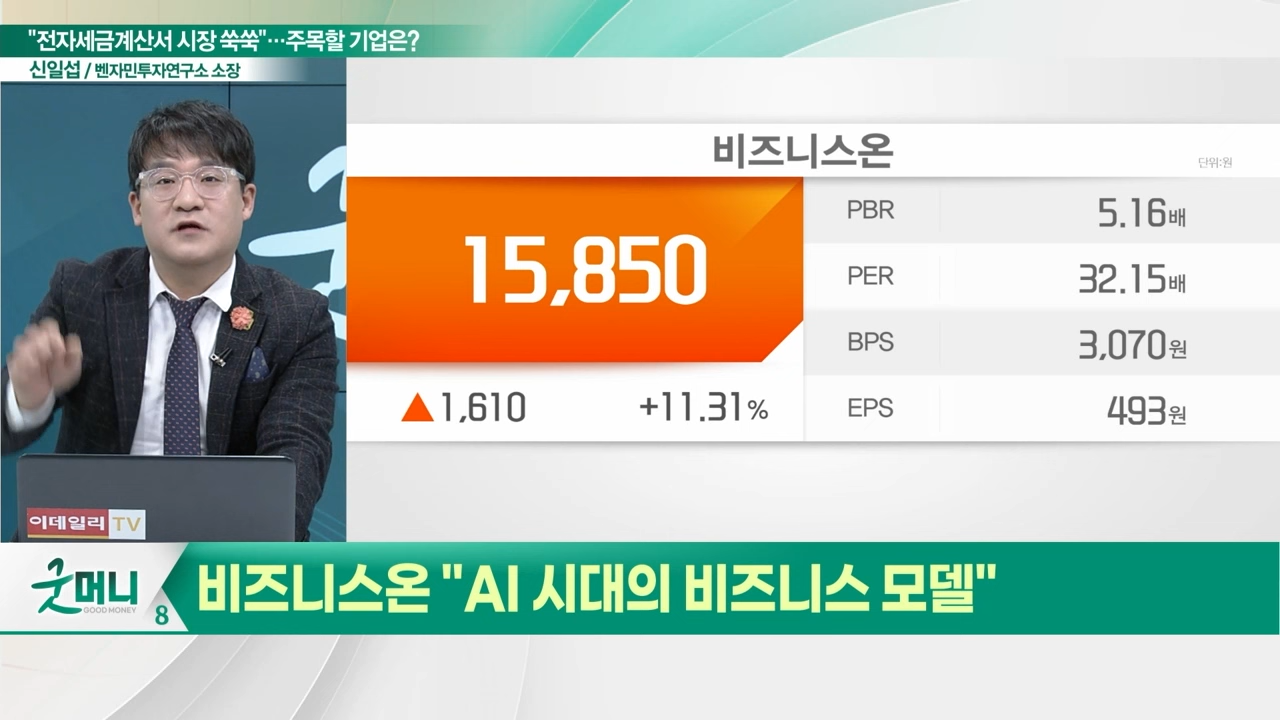 "전자세금계산서 시장 쑥쑥"…주목할 기업은?
신일섭 / 벤자민투자연구소 소장
비즈니스온
단위:원
15,850
▲1,610 +11.31%
PBR 5.16배
PER 32.15배
BPS 3,070원
EPS 493원
이데일리TV
굿머니
GOOD MONEY
8
비즈니스온 "AI 시대의 비즈니스 모델"